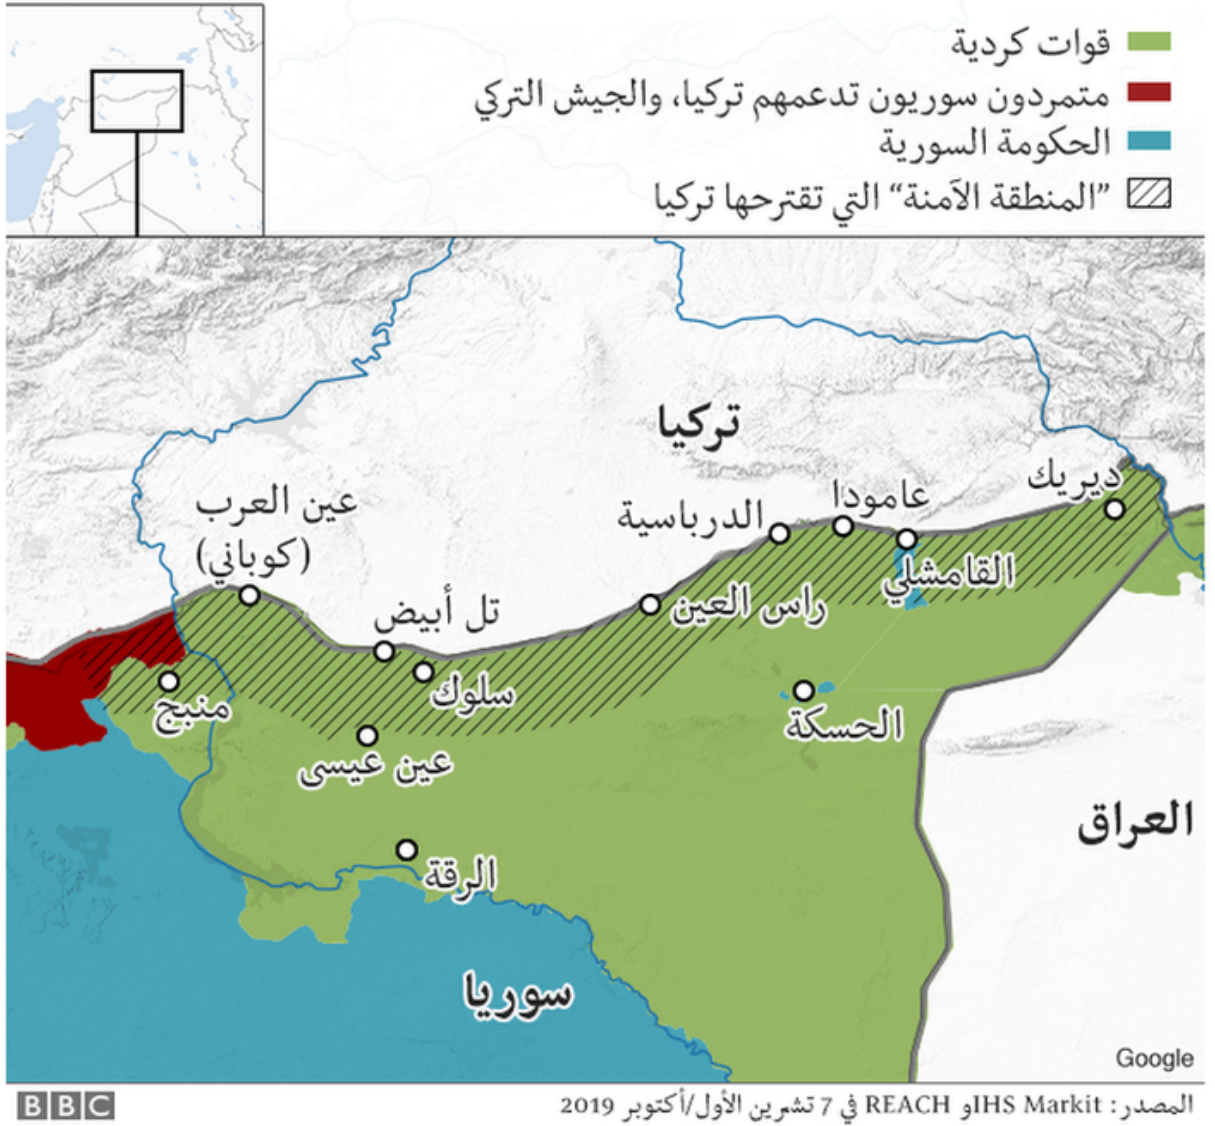 قوات كردية
متمردون سوريون تدعمهم تركيا، والجيش التركي
الحكومة السورية
”المنطقة الآمنة“ التي تقترحها تركيا
تركيا
ديريك
عامودا
الدرباسية
عين العرب
(كوباني)
القامشلي
راس العين
تل أبيض
سلوك
منبج
الحسكة
عين عيسى
العراق
الرقة
سوريا
Google
المصدر: IHS Markitو REACH في 7 تشرين الأول/أكتوبر 2019
BBC